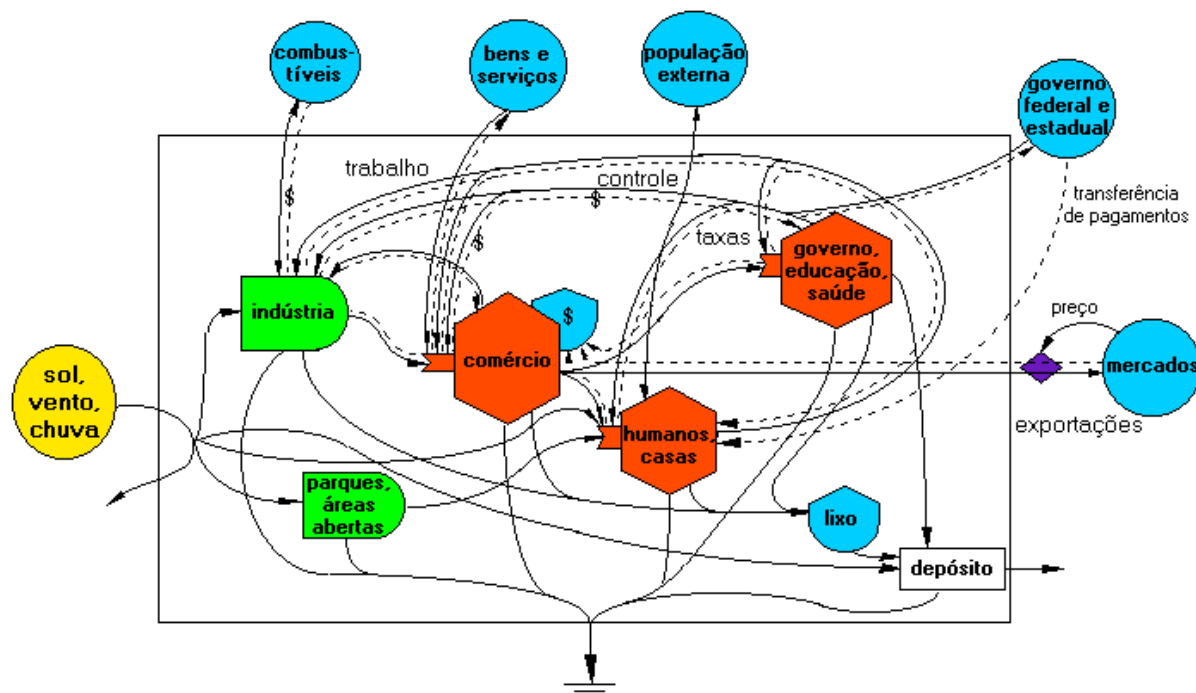 combus-
tíveis
bens e
serviços
população
externa
governo
federal e
estadual
trabalho
controle
$
$
$
taxas
transferência
de pagamentos
governo,
educação,
saúde
indústria
$
comércio
preço
mercados
sol,
vento,
chuva
exportações
humanos,
casas
parques,
áreas
abertas
lixo
depósito